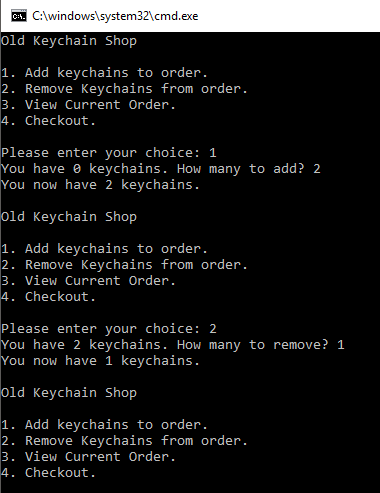 C:\windows\system32\cmd.exe
Old Keychain Shop
1. Add keychains to order.
2. Remove Keychains from order.
3. View Current Order.
4. Checkout.
Please enter your choice: 1
You have 0 keychains. How many to add? 2
You now have 2 keychains.
Old Keychain Shop
1. Add keychains to order.
2. Remove Keychains from order.
3. View Current Order.
4. Checkout.
Please enter your choice: 2
You have 2 keychains. How many to remove? 1
You now have 1 keychains.
Old Keychain Shop
1. Add keychains to order.
2. Remove Keychains from order.
3. View Current Order.
4. Checkout.